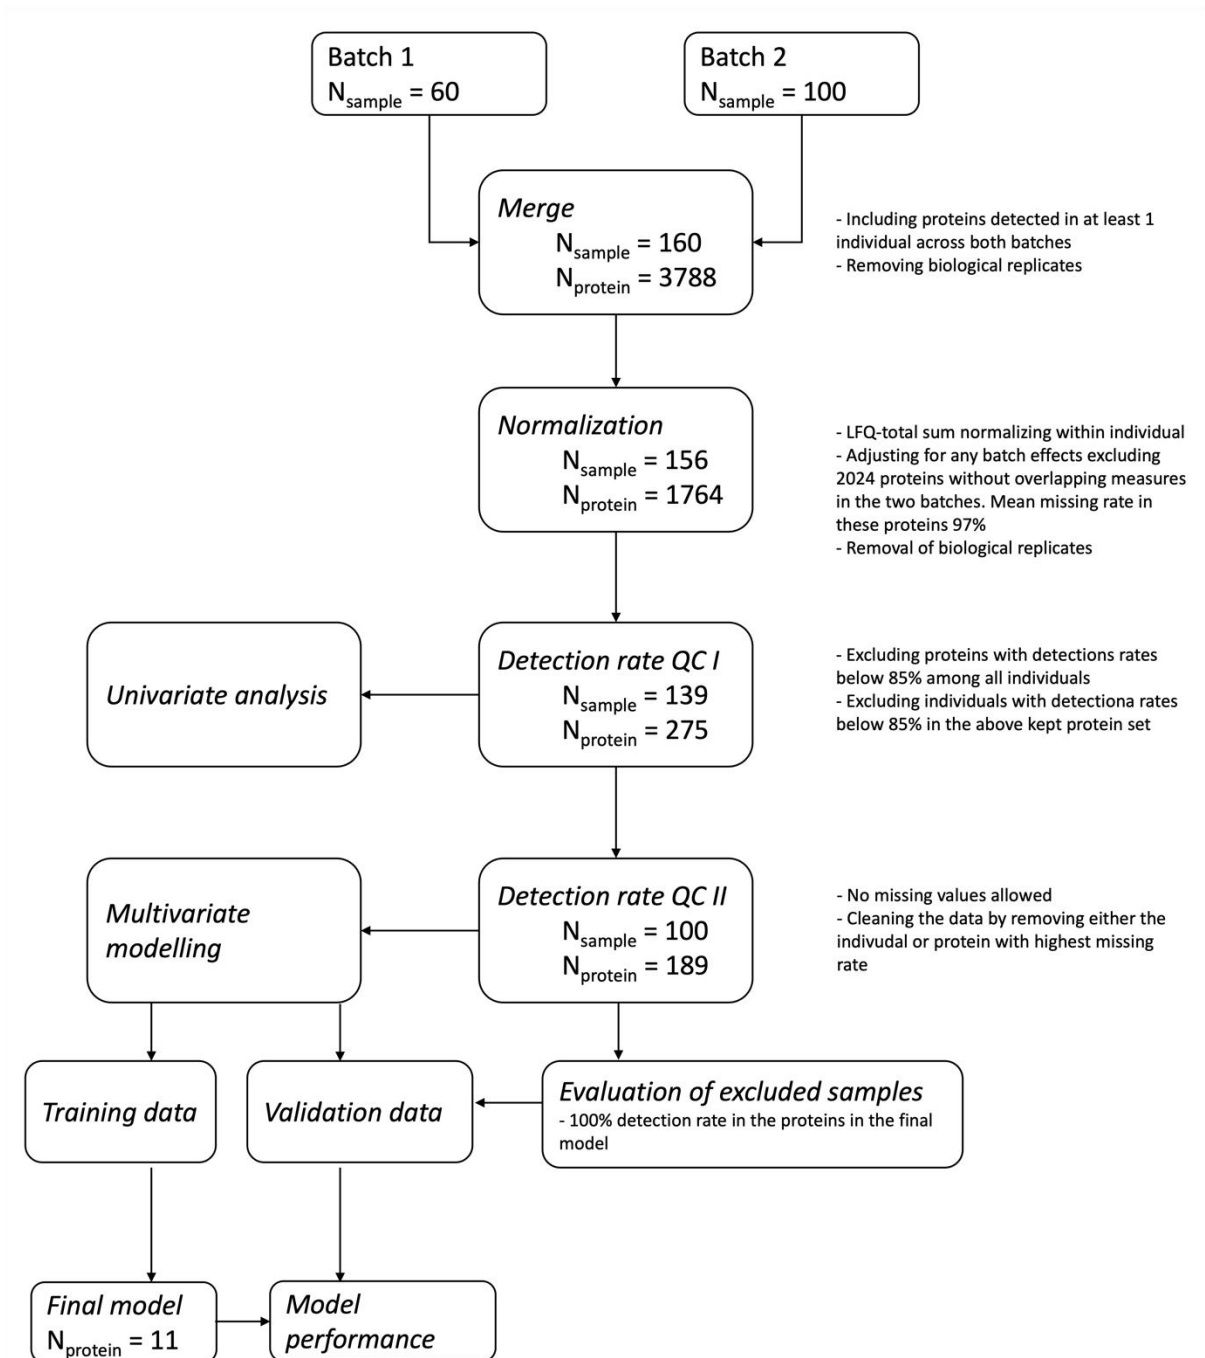 Batch 1
Nsample = 60
Batch 2
Nsample = 100
Merge
Nsample = 160
Nprotein = 3788
- Including proteins detected in at least 1
individual across both batches
- Removing biological replicates
Normalization
Nsample = 156
Nprotein = 1764
- LFQ-total sum normalizing within individual
- Adjusting for any batch effects excluding
2024 proteins without overlapping measures
in the two batches. Mean missing rate in
these proteins 97%
- Removal of biological replicates
Univariate analysis
Detection rate QC I
Nsample = 139
Nprotein = 275
- Excluding proteins with detections rates
below 85% among all individuals
- Excluding individuals with detectiona rates
below 85% in the above kept protein set
Multivariate
modelling
Detection rate QC II
Nsample = 100
Nprotein = 189
- No missing values allowed
- Cleaning the data by removing either the
indivudal or protein with highest missing
rate
Training data
Validation data
Evaluation of excluded samples
- 100% detection rate in the proteins in the final
model
Final model
Nprotein = 11
Model
performance